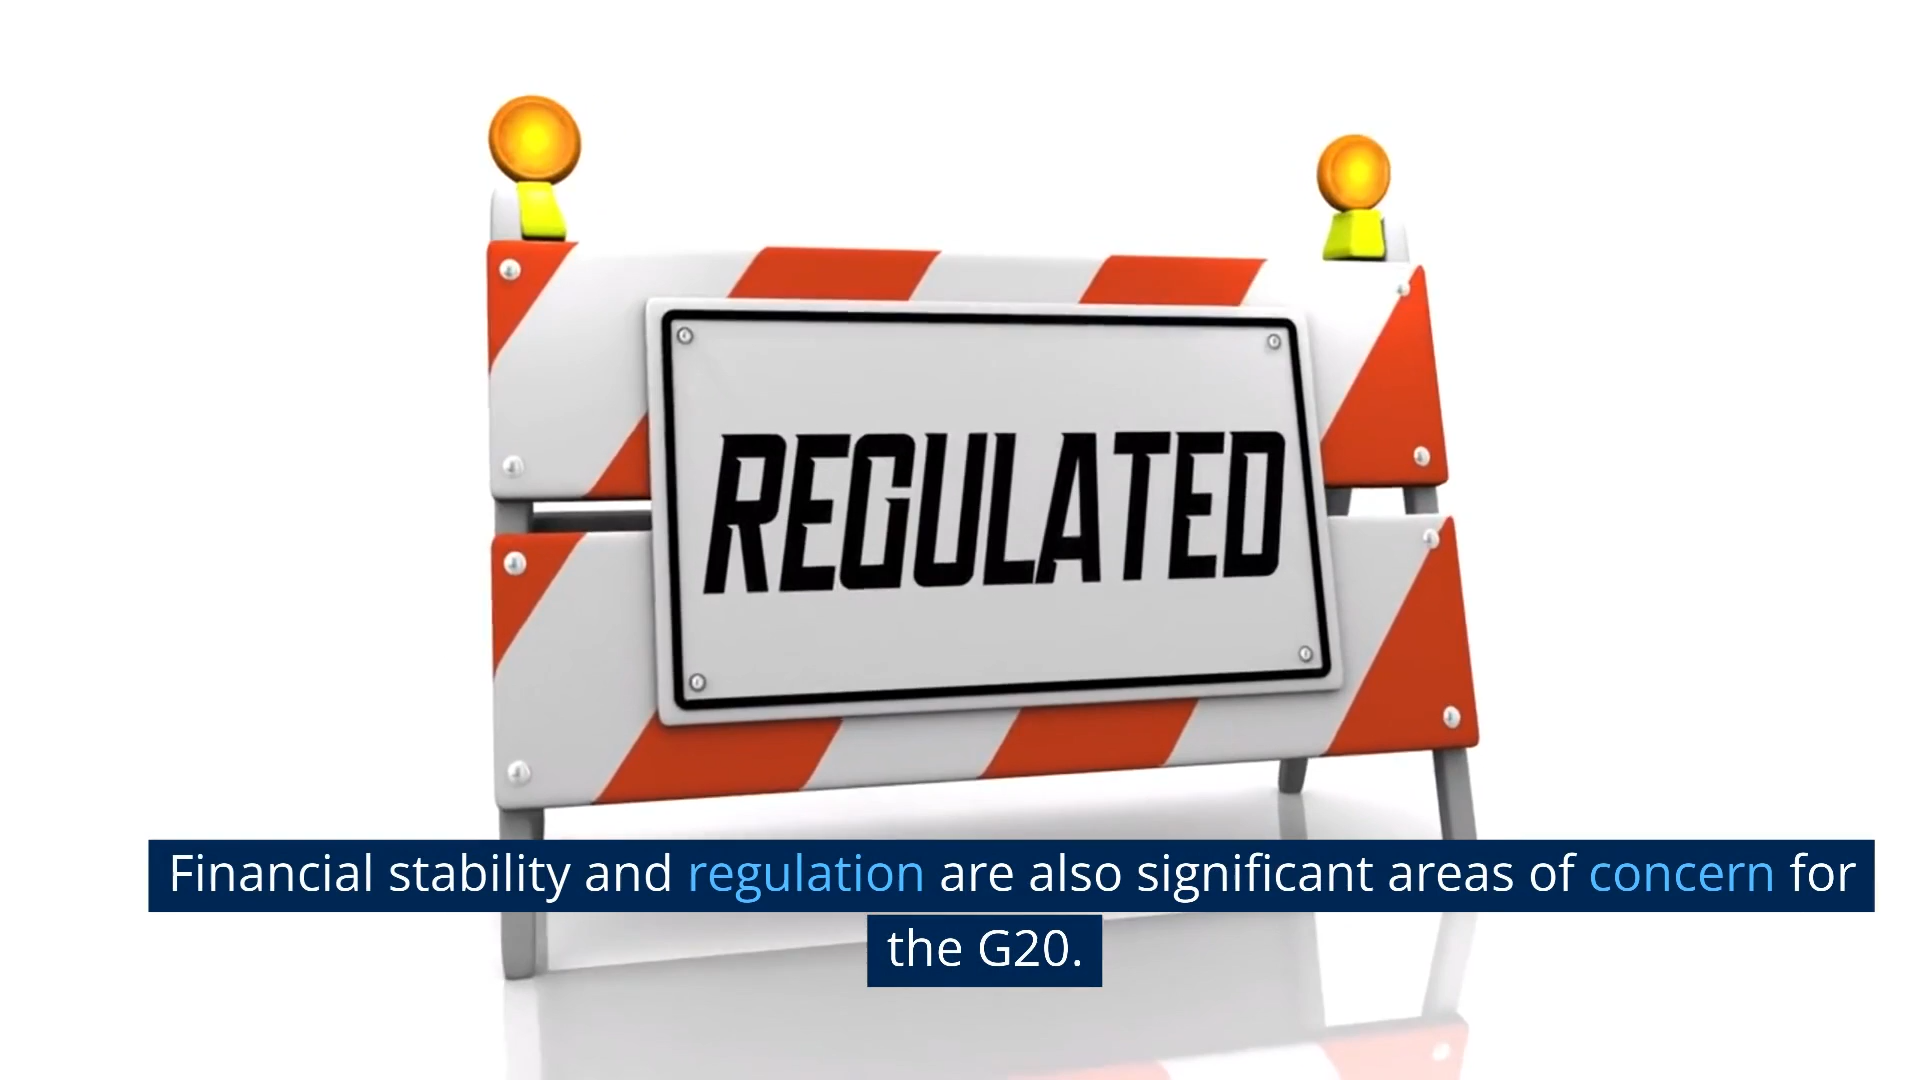 REGULATED
Financial stability and regulation are also significant areas of concern for
the G20.